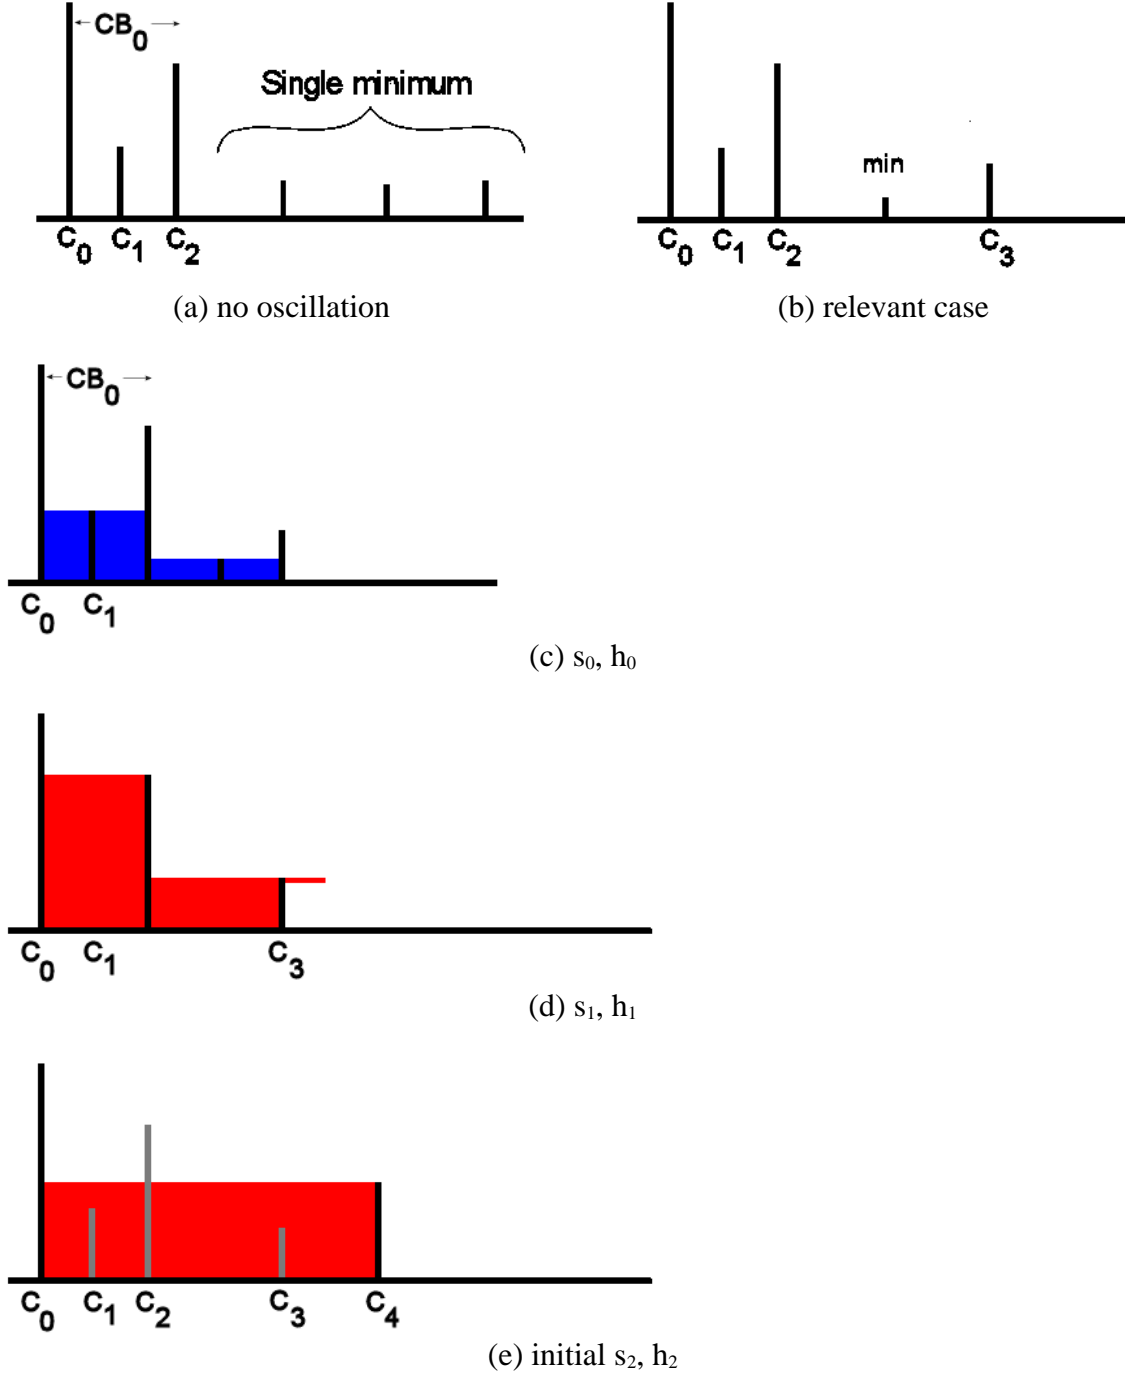 CB0
Single minimum
C0 C1 C2
min
C0 C1 C2 C3
(a) no oscillation
(b) relevant case
CB0
C0 C1
(c) s0, h0
C0 C1 C3
(d) s1, h1
C0 C1 C2 C3 C4
(e) initial s2, h2